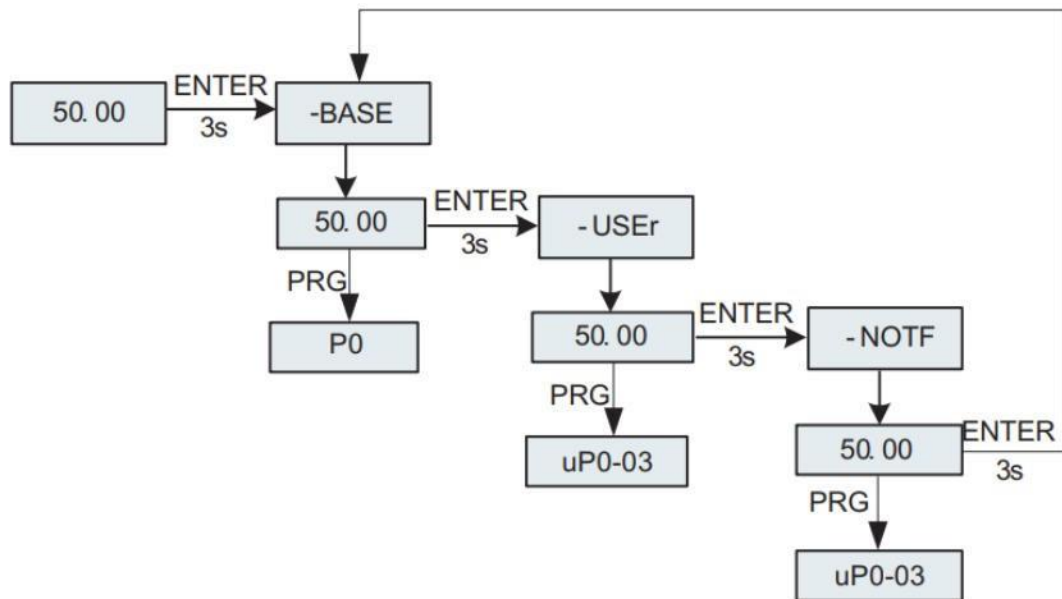 ENTER
50. 00
3s
-BASE
50. 00
ENTER
3s
- USEr
PRG
P0
50. 00
ENTER
3s
- NOTF
PRG
uP0-03
50. 00
ENTER
3s
PRG
uP0-03